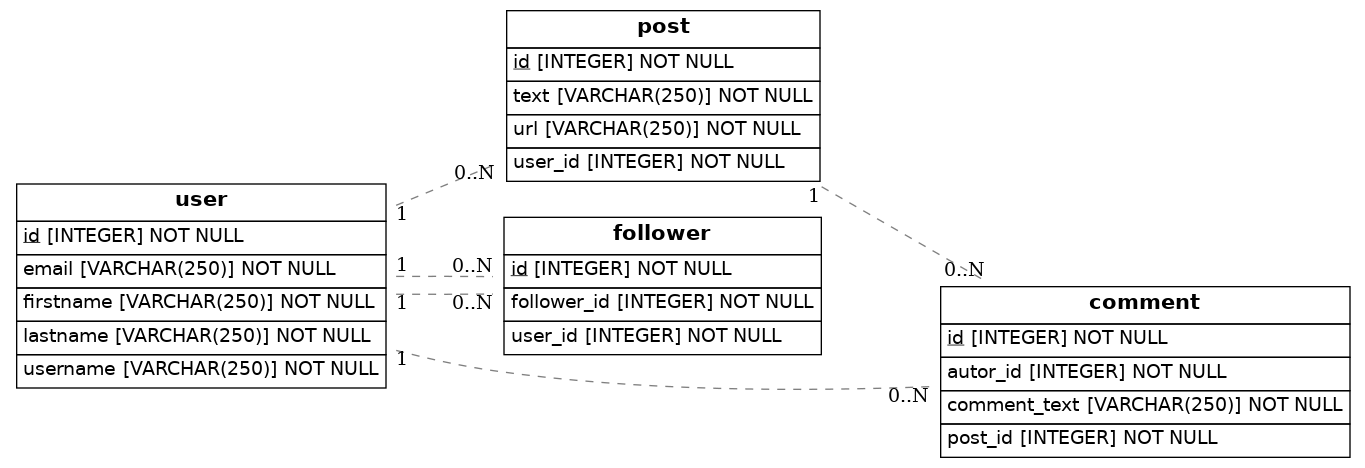 post
id [INTEGER] NOT NULL
text [VARCHAR(250)] NOT NULL
url [VARCHAR(250)] NOT NULL
user_id [INTEGER] NOT NULL
0..N
1
1
user
id [INTEGER] NOT NULL
email [VARCHAR(250)] NOT NULL
firstname [VARCHAR(250)] NOT NULL
lastname [VARCHAR(250)] NOT NULL
username [VARCHAR(250)] NOT NULL
1
0..N
1
0..N
1
follower
id [INTEGER] NOT NULL
follower_id [INTEGER] NOT NULL
user_id [INTEGER] NOT NULL
0..N
0..N
comment
id [INTEGER] NOT NULL
autor_id [INTEGER] NOT NULL
comment_text [VARCHAR(250)] NOT NULL
post_id [INTEGER] NOT NULL